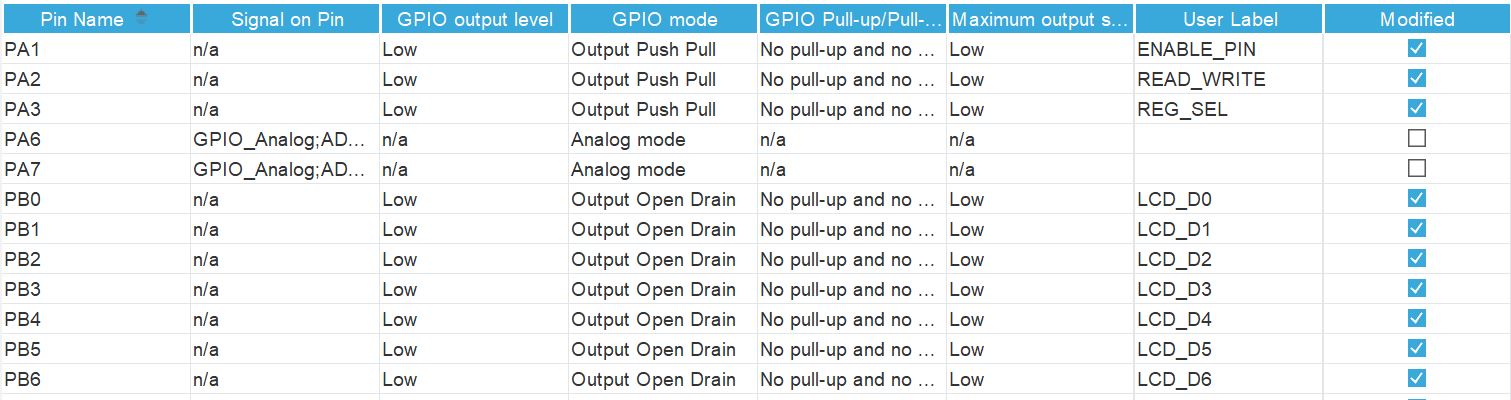 Pin Name Signal on Pin GPIO output level GPIO mode GPIO Pull-up/Pull-... Maximum output s... User Label Modified
PA1 n/a Low Output Push Pull No pull-up and no ... Low ENABLE_PIN
PA2 n/a Low Output Push Pull No pull-up and no ... Low READ_WRITE
PA3 n/a Low Output Push Pull No pull-up and no ... Low REG_SEL
PA6 GPIO_Analog;AD... n/a Analog mode n/a n/a
PA7 GPIO_Analog;AD... n/a Analog mode n/a n/a
PB0 n/a Low Output Open Drain No pull-up and no ... Low LCD_D0
PB1 n/a Low Output Open Drain No pull-up and no ... Low LCD_D1
PB2 n/a Low Output Open Drain No pull-up and no ... Low LCD_D2
PB3 n/a Low Output Open Drain No pull-up and no ... Low LCD_D3
PB4 n/a Low Output Open Drain No pull-up and no ... Low LCD_D4
PB5 n/a Low Output Open Drain No pull-up and no ... Low LCD_D5
PB6 n/a Low Output Open Drain No pull-up and no ... Low LCD_D6